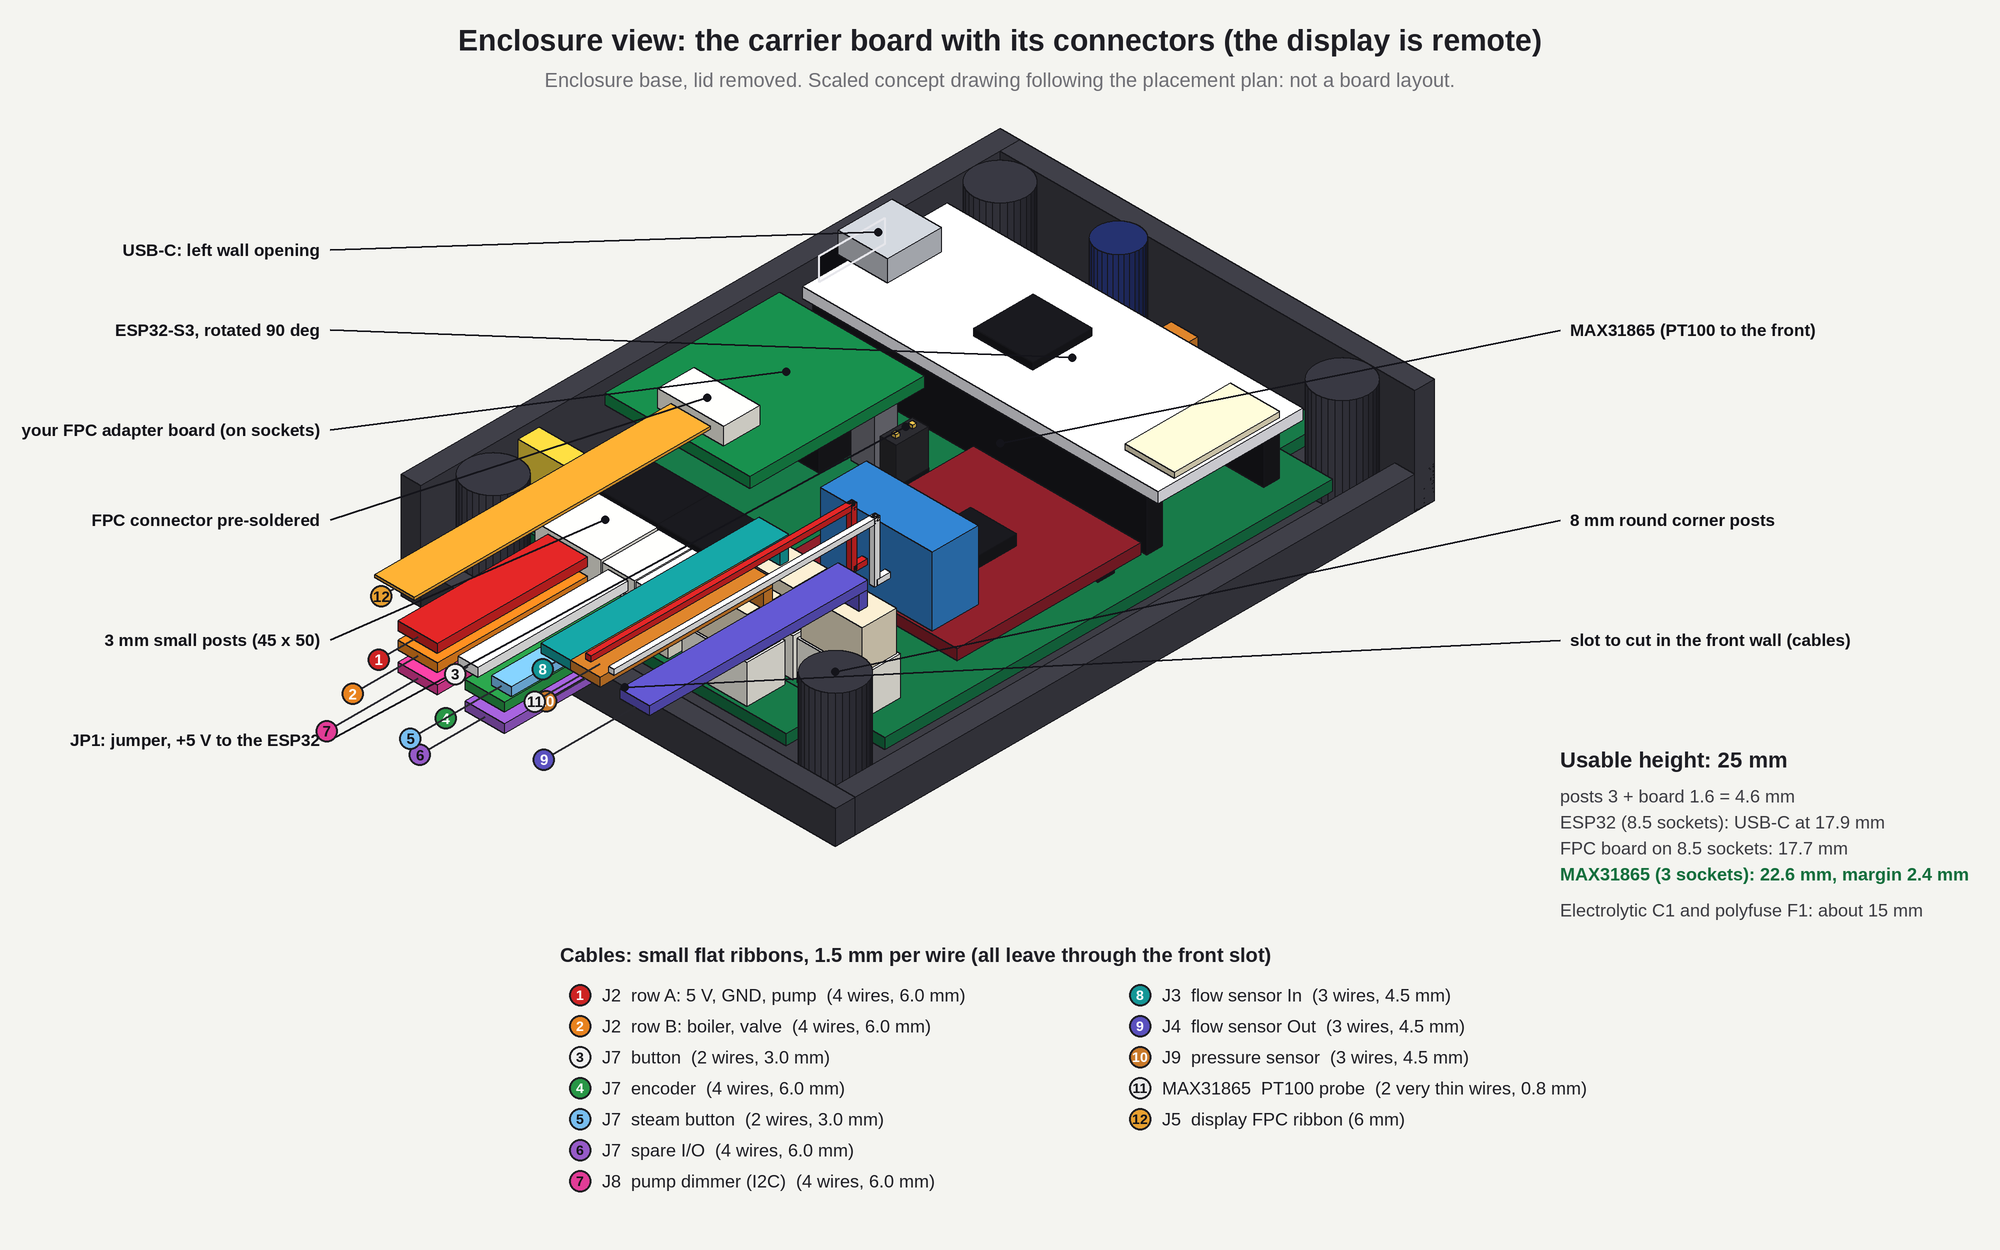 Enclosure view: the carrier board with its connectors (the display is remote)
Enclosure base, lid removed. Scaled concept drawing following the placement plan: not a board layout.
USB-C: left wall opening
ESP32-S3, rotated 90 deg
MAX31865 (PT100 to the front)
your FPC adapter board (on sockets)
FPC connector pre-soldered
8 mm round corner posts
3 mm small posts (45 x 50)
slot to cut in the front wall (cables)
JP1: jumper, +5 V to the ESP32
12
1
2
3
8
7
4
5
6
11
0
9
Usable height: 25 mm
posts 3 + board 1.6 = 4.6 mm
ESP32 (8.5 sockets): USB-C at 17.9 mm
FPC board on 8.5 sockets: 17.7 mm
MAX31865 (3 sockets): 22.6 mm, margin 2.4 mm
Electrolytic C1 and polyfuse F1: about 15 mm
Cables: small flat ribbons, 1.5 mm per wire (all leave through the front slot)
1 J2 row A: 5 V, GND, pump (4 wires, 6.0 mm)
2 J2 row B: boiler, valve (4 wires, 6.0 mm)
3 J7 button (2 wires, 3.0 mm)
4 J7 encoder (4 wires, 6.0 mm)
5 J7 steam button (2 wires, 3.0 mm)
6 J7 spare I/O (4 wires, 6.0 mm)
7 J8 pump dimmer (I2C) (4 wires, 6.0 mm)
8 J3 flow sensor In (3 wires, 4.5 mm)
9 J4 flow sensor Out (3 wires, 4.5 mm)
10 J9 pressure sensor (3 wires, 4.5 mm)
11 MAX31865 PT100 probe (2 very thin wires, 0.8 mm)
12 J5 display FPC ribbon (6 mm)